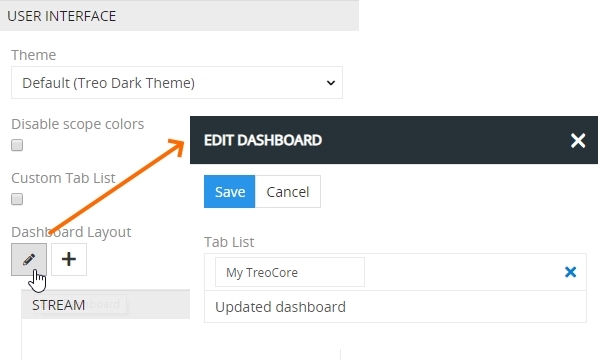 USER INTERFACE
Theme
Default (Treo Dark Theme)
Disable scope colors
Custom Tab List
Dashboard Layout
STREAM
EDIT DASHBOARD
Save
Cancel
Tab List
My TreoCore
Updated dashboard